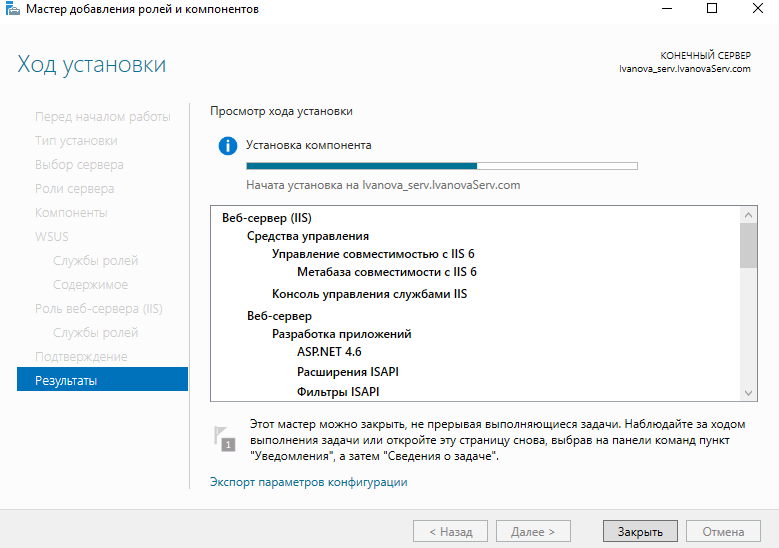 Мастер добавления ролей и компонентов
Ход установки
КОНЕЧНЫЙ СЕРВЕР
Ivanova_serv.IvanovaServ.com
Перед началом работы
Тип установки
Выбор сервера
Роли сервера
Компоненты
WSUS
Службы ролей
Содержимое
Роль веб-сервера (IIS)
Службы ролей
Подтверждение
Результаты
Просмотр хода установки
Установка компонента
Начата установка на Ivanova_serv.IvanovaServ.com
Веб-сервер (IIS)
Средства управления
Управление совместимостью с IIS 6
Метабаза совместимости с IIS 6
Консоль управления службами IIS
Веб-сервер
Разработка приложений
ASP.NET 4.6
Расширения ISAPI
Фильтры ISAPI
1
Этот мастер можно закрыть, не прерывая выполняющиеся задачи. Наблюдайте за ходом
выполнения задачи или откройте эту страницу снова, выбрав на панели команд пункт
"Уведомления", а затем "Сведения о задаче".
Экспорт параметров конфигурации
< Назад
Далее >
Закрыть
Отмена